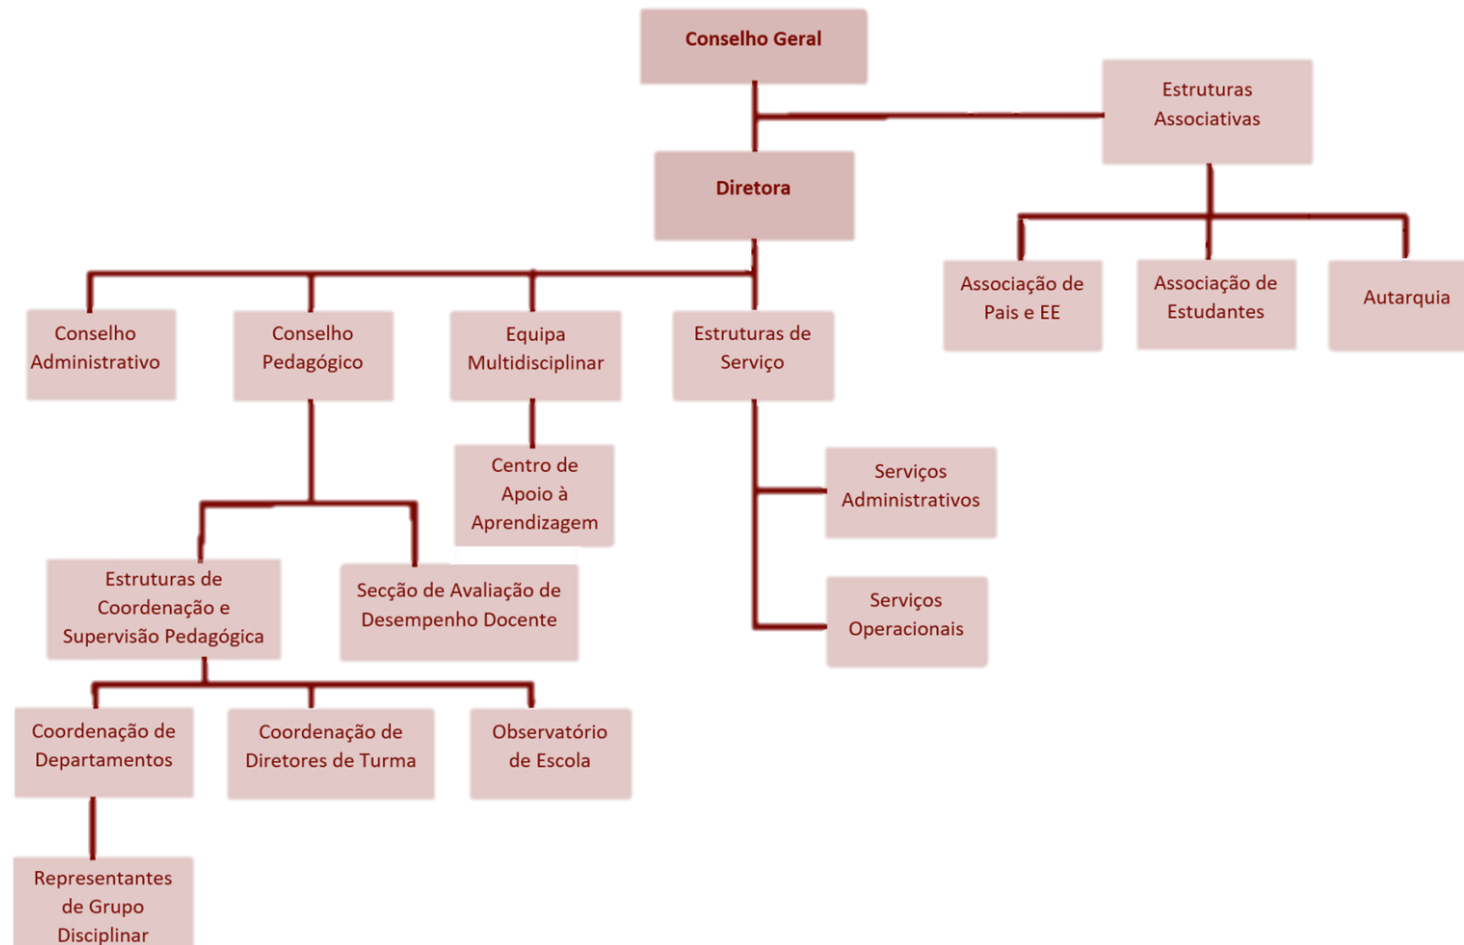 Conselho Geral
Estruturas
Associativas
Diretora
Associação de
Pais e EE
Associação de
Estudantes
Autarquia
Conselho
Administrativo
Conselho
Pedagógico
Equipa
Multidisciplinar
Estruturas de
Serviço
Centro de
Apoio à
Aprendizagem
Serviços
Administrativos
Estruturas de
Coordenação e
Supervisão Pedagógica
Secção de Avaliação de
Desempenho Docente
Serviços
Operacionais
Coordenação de
Departamentos
Coordenação de
Diretores de Turma
Observatório
de Escola
Representantes
de Grupo
Disciplinar